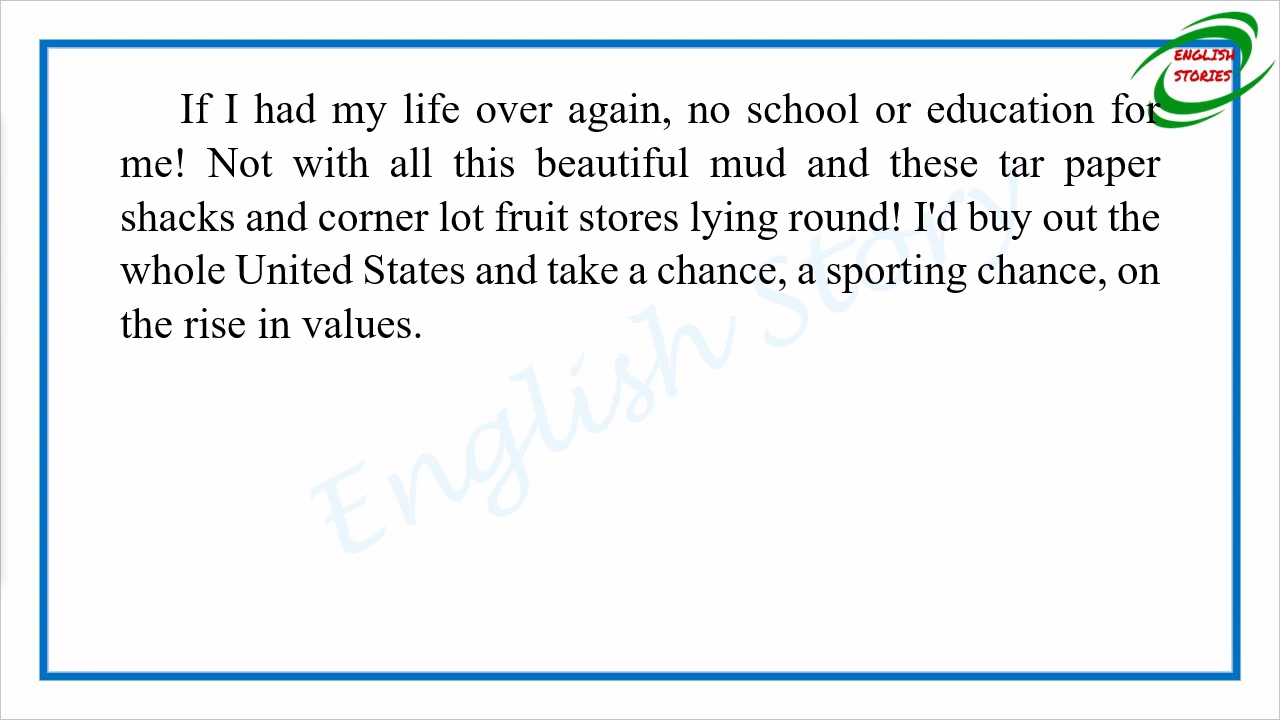 ENGLISH
STORIES
If I had my life over again, no school or education for
me! Not with all this beautiful mud and these tar paper
shacks and corner lot fruit stores lying round! I'd buy out the
whole United States and take a chance, a sporting chance, on
the rise in values.
English Story